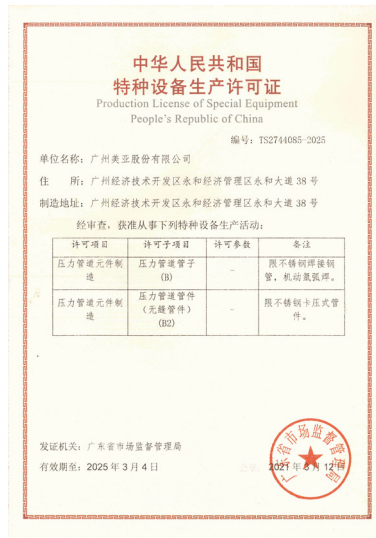 中华人民共和国
特种设备生产许可证
Production License of Special Equipment
People's Republic of China
编号：TS2744085-2025
单位名称：广州美亚股份有限公司
住 所：广州经济技术开发区永和经济管理区永和大道38号
制造地址：广州经济技术开发区永和经济管理区永和大道38号
经审查，获准从事下列特种设备生产活动：
许可项目 许可子项目 许可参数 备注
压力管道元件制造 压力管道管子(B) - 限不锈钢焊接钢管，机动氩弧焊。
压力管道元件制造 压力管道管件（无缝管件）(B2) - 限不锈钢卡压式管件。
发证机关：广东省市场监督管理局
有效期至：2025年3月4日
2021年3月12日
广东省市场监督管理局